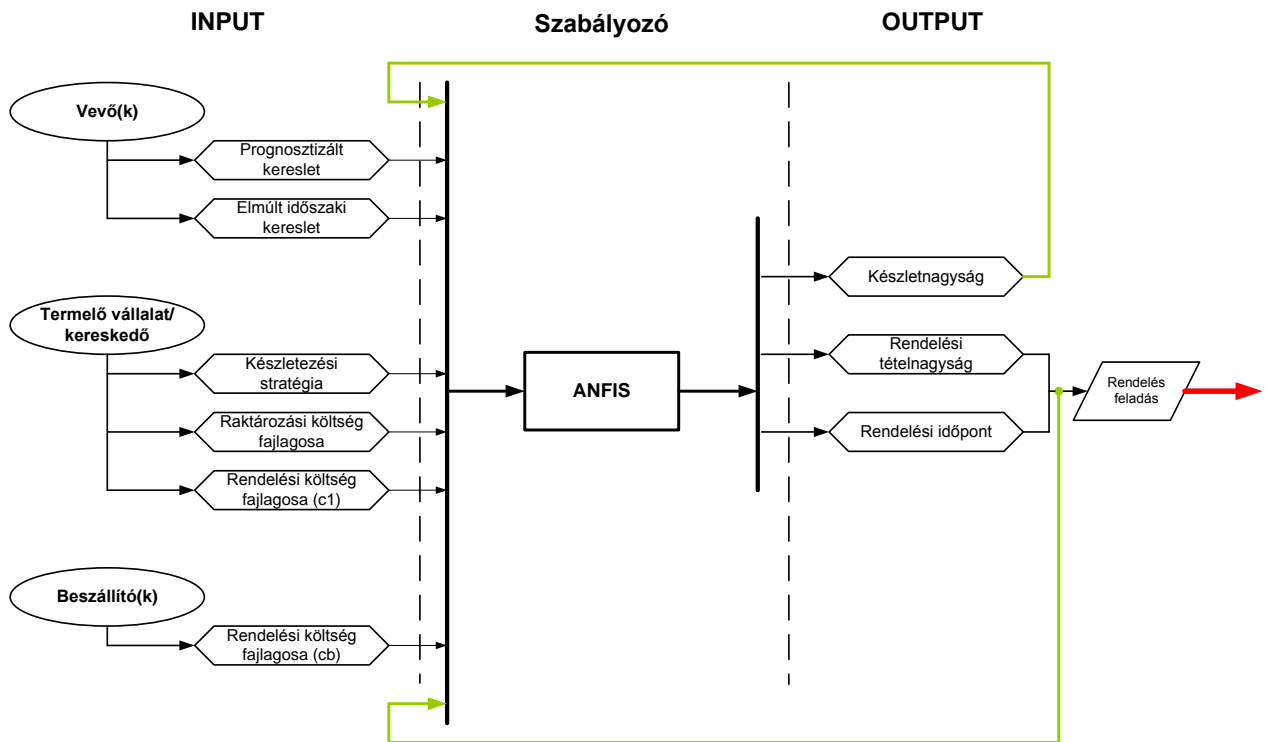 INPUT
Szabályozó
OUTPUT
Vevő(k)
Prognosztizált
kereslet
Elmúlt időszaki
kereslet
Termelő vállalat/
kereskedő
Készletezési
stratégia
Raktározási költség
fajlagosa
Rendelési költség
fajlagosa (c1)
Beszállító(k)
Rendelési költség
fajlagosa (cb)
ANFIS
Készletnagyság
Rendelési
tételnagyság
Rendelési időpont
Rendelés
feladás